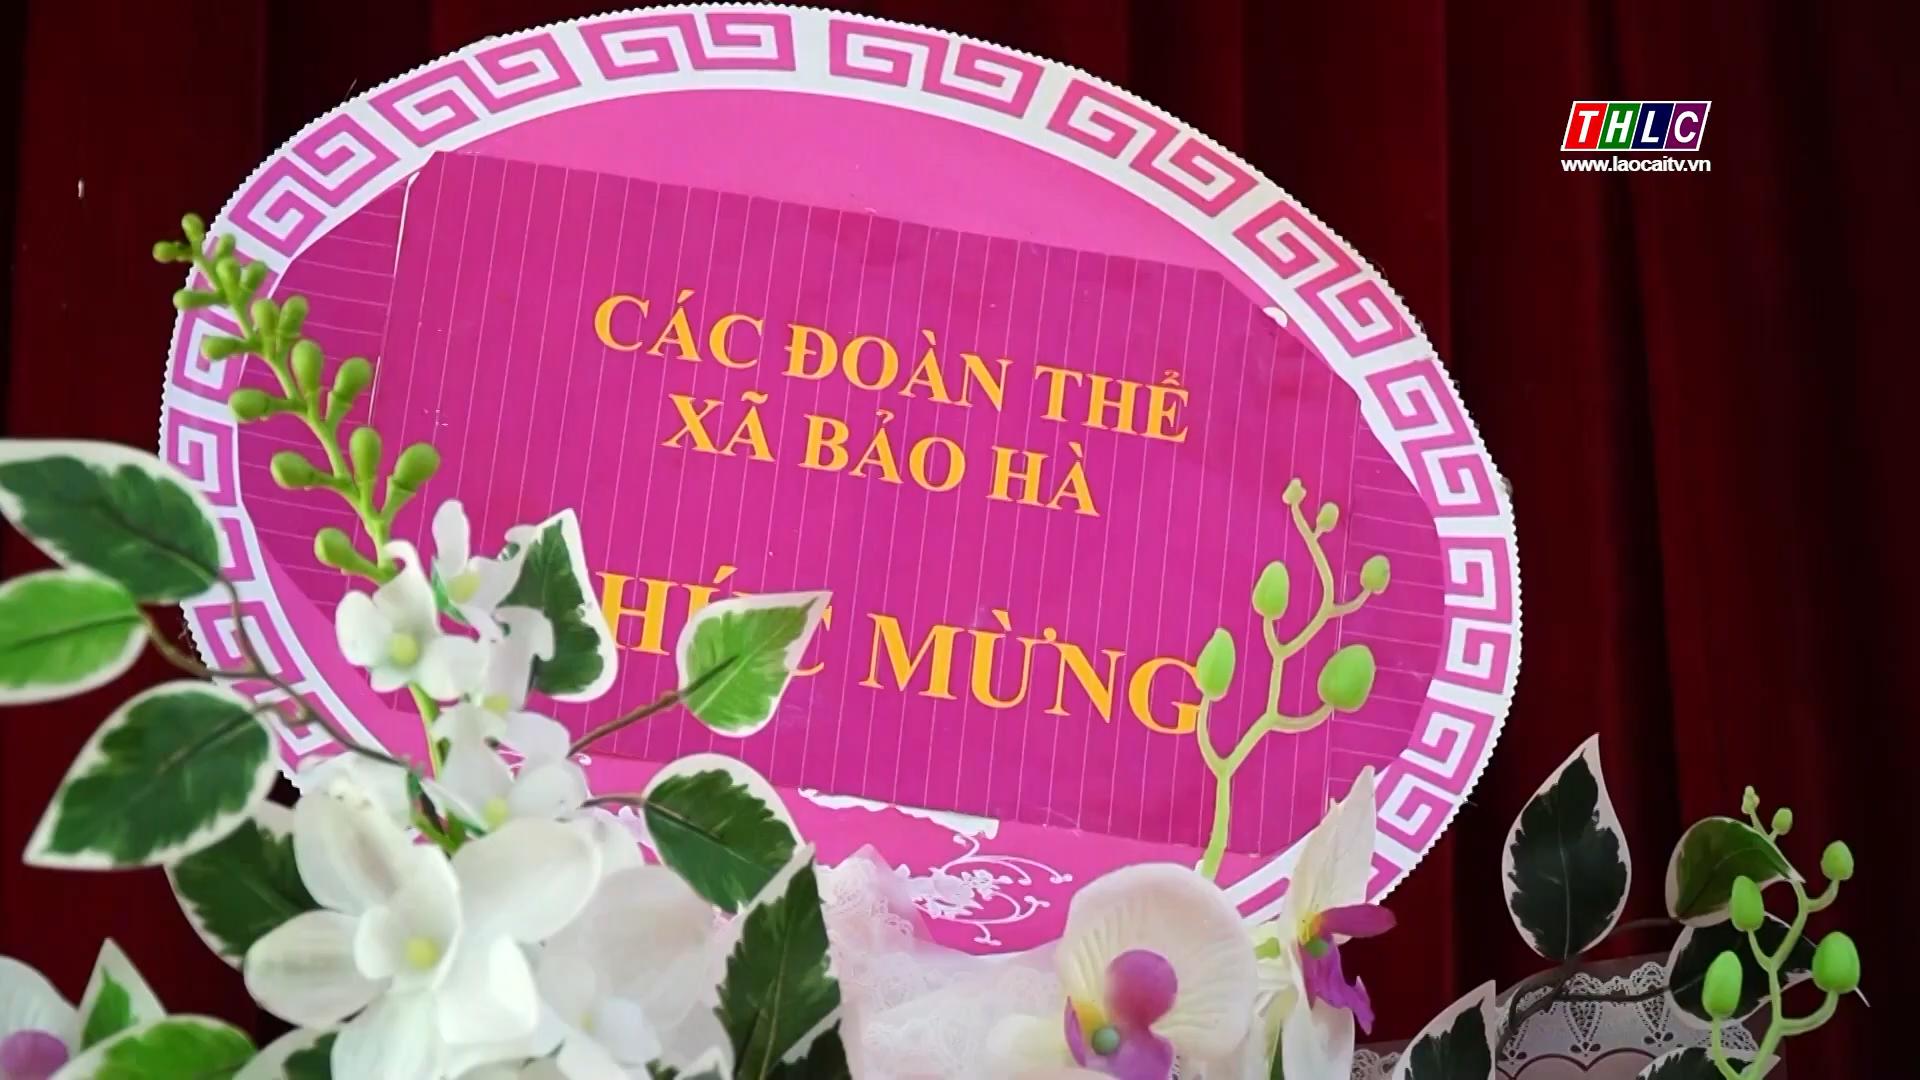 THLC
www.laocaitv.vn
CÁC ĐOÀN THỂ
XÃ BẢO HÀ
MỪNG